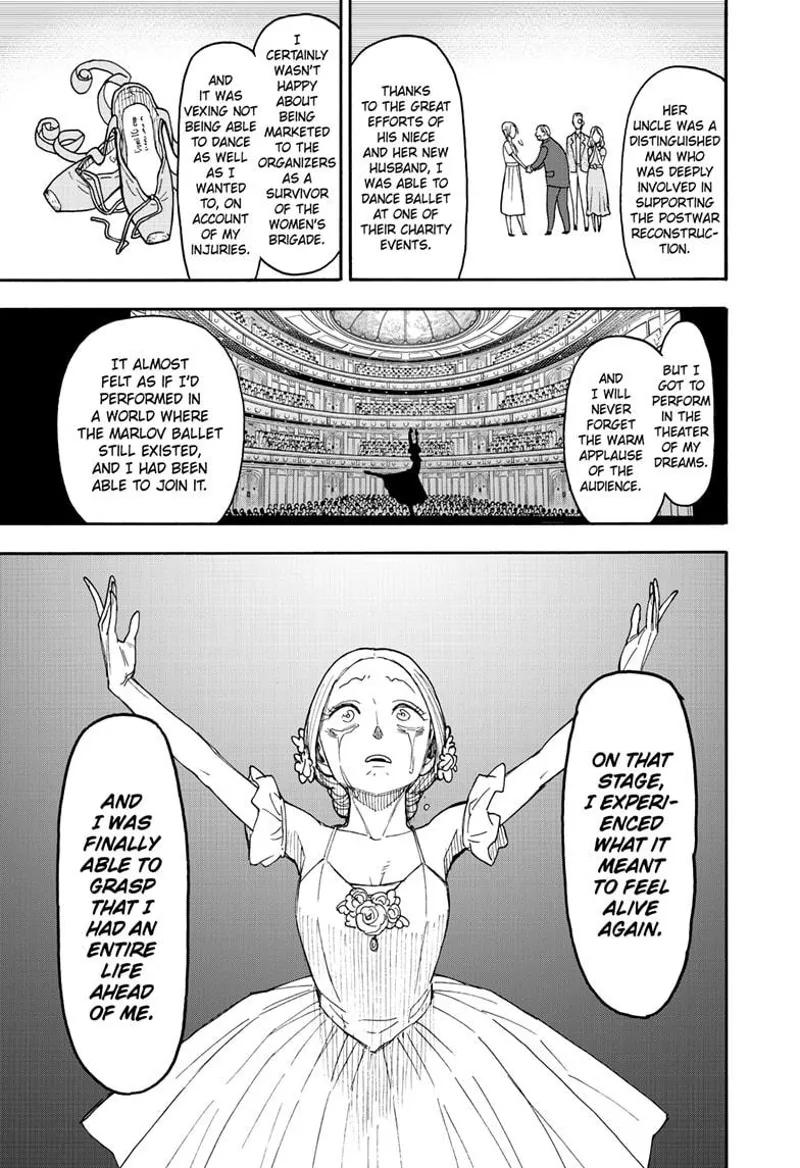 HER
UNCLE WAS A
DISTINGUISHED
MAN WHO
WAS DEEPLY
INVOLVED IN
SUPPORTING
THE POSTWAR
RECONSTRUC-
TION.
THANKS
TO THE GREAT
EFFORTS OF
HIS NIECE
AND HER NEW
HUSBAND, I
WAS ABLE TO
DANCE BALLET
AT ONE OF
THEIR CHARITY
EVENTS.
I
CERTAINLY
WASN'T
HAPPY
ABOUT
BEING
MARKETED
TO THE
ORGANIZERS
AS A
SURVIVOR
OF THE
WOMEN'S
BRIGADE.
AND
IT WAS
VEXING NOT
BEING ABLE
TO DANCE
AS WELL
AS I
WANTED
TO, ON
ACCOUNT
OF MY
INJURIES.
BUT I
GOT TO
PERFORM
IN THE
THEATER
OF MY
DREAMS.
AND
I WILL
NEVER
FORGET
THE WARM
APPLAUSE
OF THE
AUDIENCE.
IT ALMOST
FELT AS IF I'D
PERFORMED IN
A WORLD WHERE
THE MARLOV BALLET
STILL EXISTED,
AND I HAD BEEN
ABLE TO JOIN IT.
ON THAT
STAGE,
I EXPERI-
ENCED
WHAT IT
MEANT
TO FEEL
ALIVE
AGAIN.
AND
I WAS
FINALLY
ABLE TO
GRASP
THAT I
HAD AN
ENTIRE
LIFE
AHEAD
OF ME.